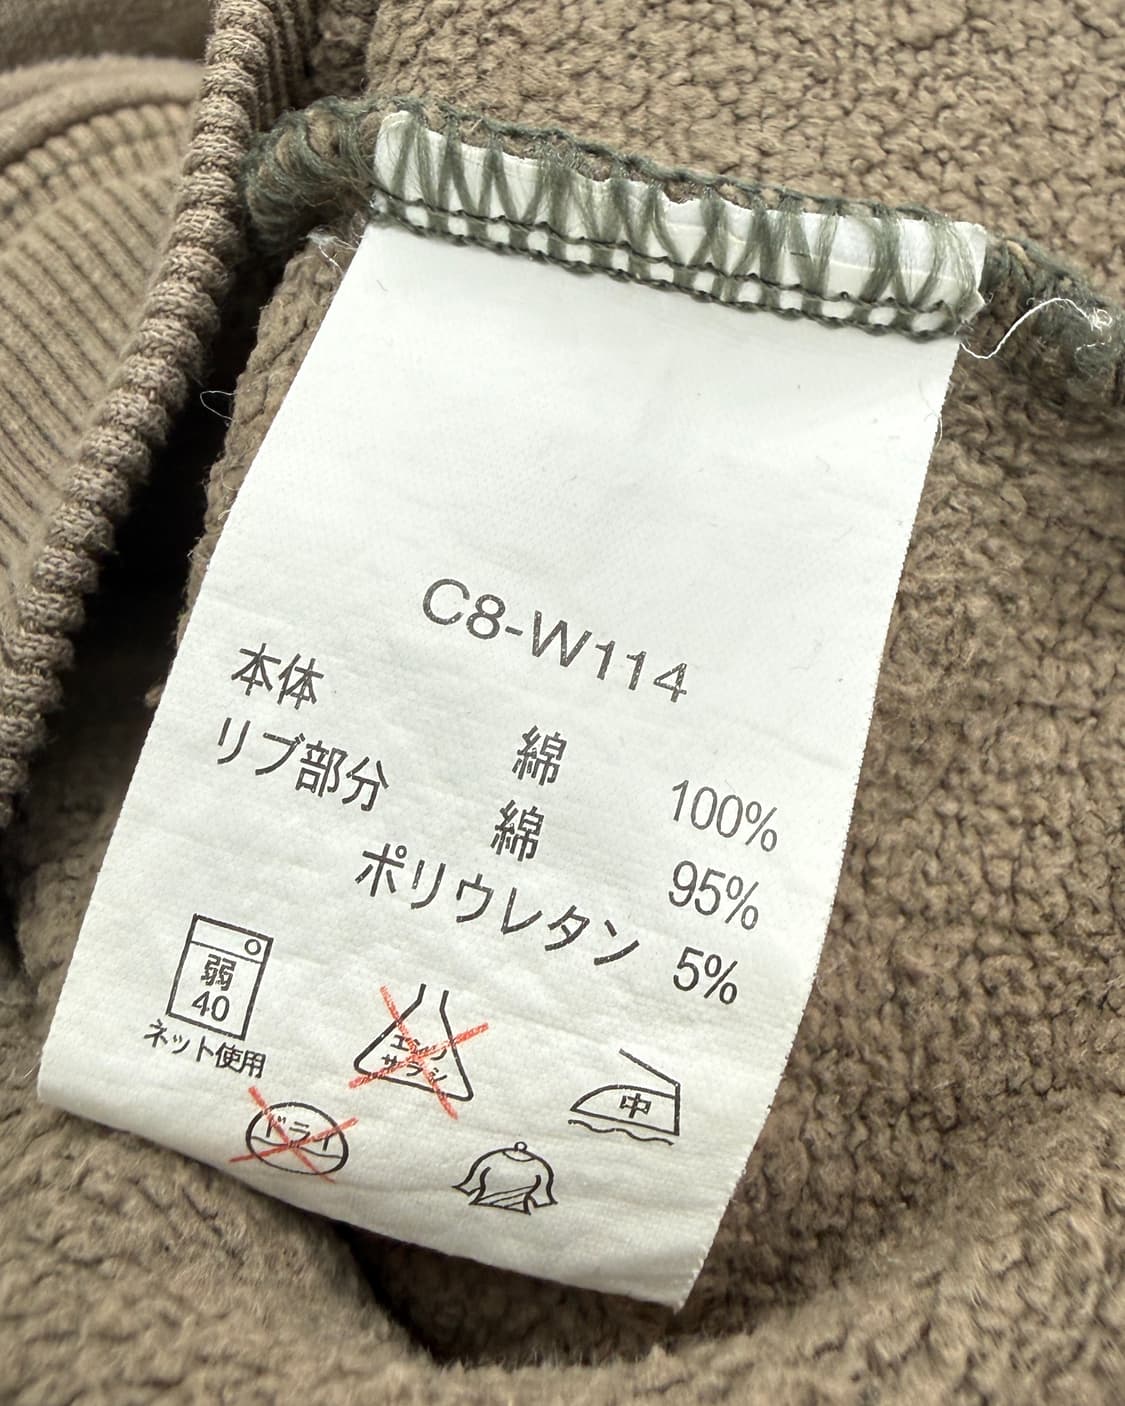 C8-W114
本体 綿 100%
リブ部分 綿 95%
ポリウレタン 5%
弱
40
ネット使用
エンソ
サラシ
中
ドライ